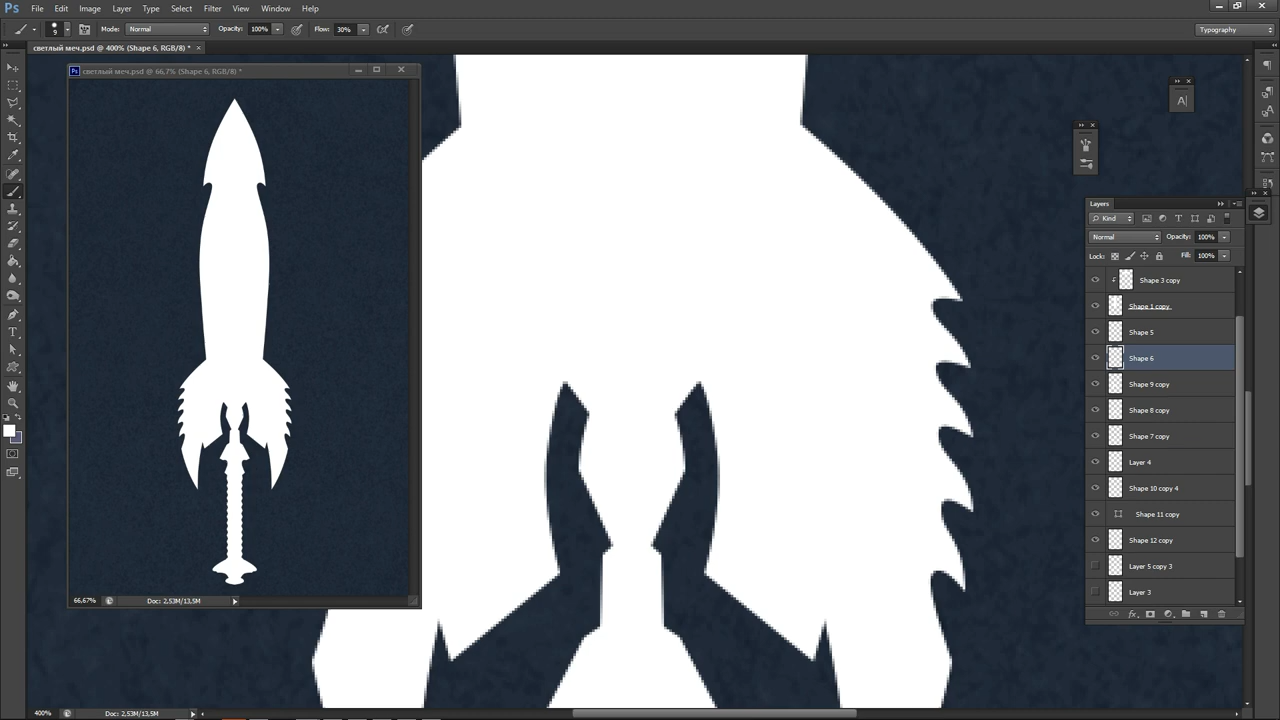 Ps File Edit Image Layer Type Select Filter View Window Help
9 Mode: Normal Opacity: 100% Flow: 30% Typography
светлый меч.psd @ 400% (Shape 6, RGB/8) * ×
Ps светлый меч.psd @ 66,7% (Shape 6, RGB/8) *
A
Layers
Kind
Normal Opacity: 100%
Lock: Fill: 100%
Shape 3 copy
Shape 1 copy
Shape 5
Shape 6
Shape 9 copy
Shape 8 copy
Shape 7 copy
Layer 4
Shape 10 copy 4
Shape 11 copy
Shape 12 copy
Layer 5 copy 3
Layer 3
fx
66.67% Doc: 2,53M/13,5M
400% Doc: 2,53M/13,5M